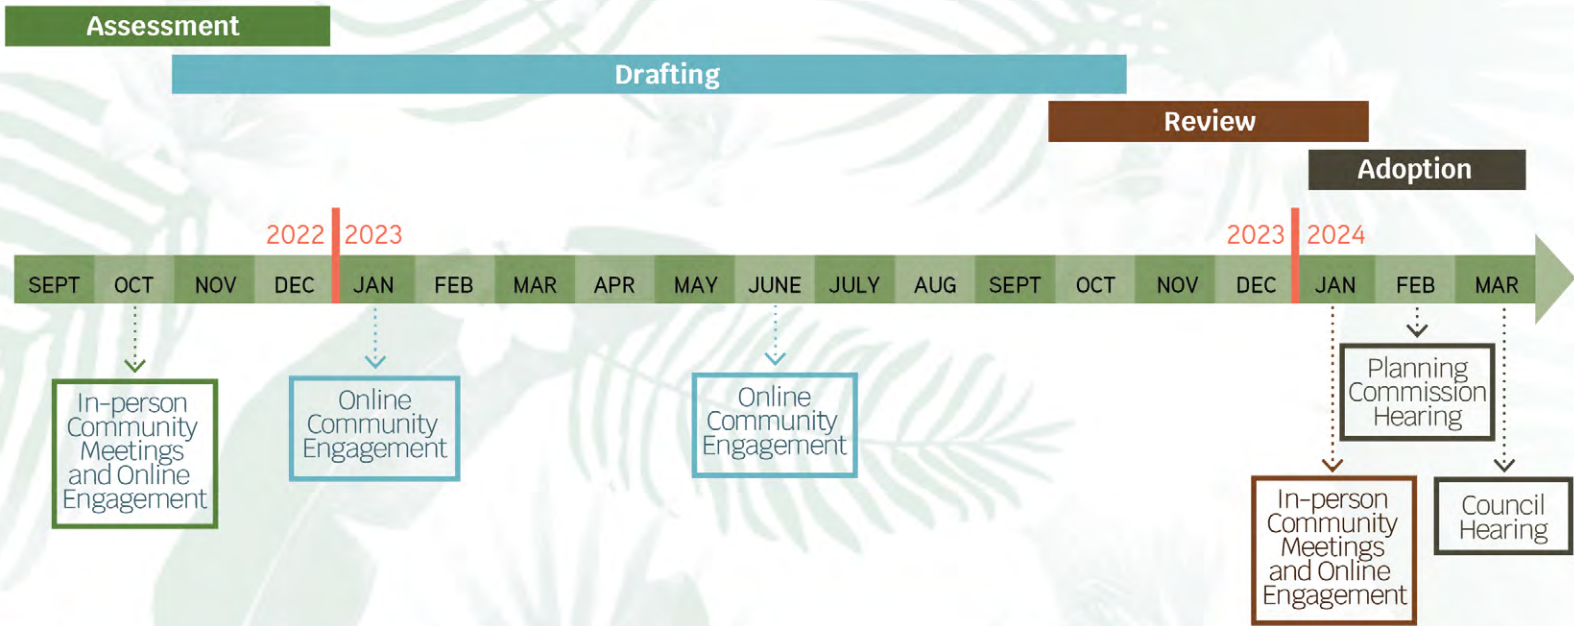 Assessment
Drafting
Review
Adoption
2022 2023
2023 2024
SEPT OCT NOV DEC JAN FEB MAR APR MAY JUNE JULY AUG SEPT OCT NOV DEC JAN FEB MAR
In-person
Community
Meetings
and Online
Engagement
Online
Community
Engagement
Online
Community
Engagement
In-person
Community
Meetings
and Online
Engagement
Planning
Commission
Hearing
Council
Hearing